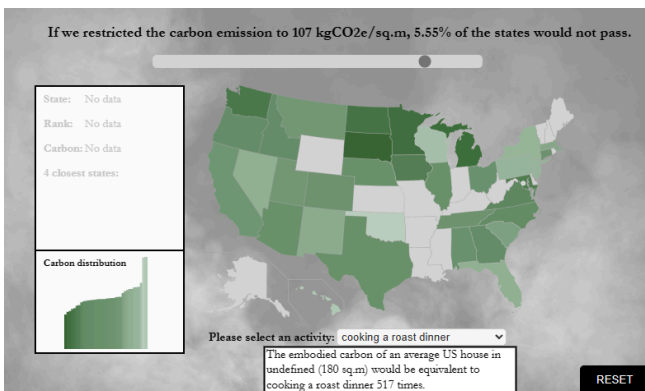 If we restricted the carbon emission to 107 kgCO2e/sq.m, 5.55% of the states would not pass.
State: No data
Rank: No data
Carbon: No data
4 closest states:
Carbon distribution
Please select an activity: cooking a roast dinner
The embodied carbon of an average US house in
undefined (180 sq.m) would be equivalent to
cooking a roast dinner 517 times.
RESET